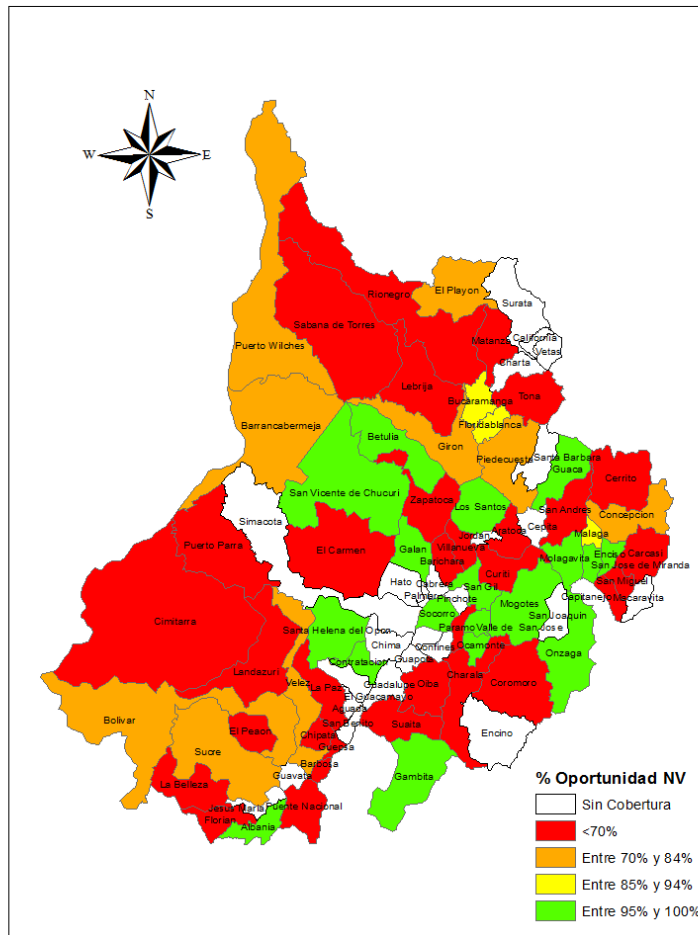 N
W
E
S
El Playon
Surata
Rionegro
California
Sabana de Torres
Matanza
Vetas
Puerto Wilches
Charta
Lebrija
Bucaramanga
Tona
Barrancabermeja
Floridablanca
Betulia
Giron
Piedecuesta
Santa Barbara
Guaca
Cerrito
San Vicente de Chucuri
Zapatoca
Los Santos
San Andres
Concepcion
Simacota
Jordan
Aratoca
Cepita
Malaga
Puerto Parra
El Carmen
Galan
Villanueva
Barichara
Molagavita
Enciso
Carcasi
San Jose de Miranda
Hato
Cabrera
San Gil
Curiti
San Miguel
Palmar
Pinchote
Mogotes
Capitanejo
Macaravita
Cimitarra
Santa Helena del Opon
Socorro
San Joaquin
Paramo
Valle de San Jose
Chima
Confines
Ocamonte
Onzaga
Contratacion
Guapota
Landazuri
Velez
La Paz
Guadalupe
Oiba
Charala
Coromoro
El Guacamayo
Aguada
Bolivar
El Penon
Chipata
San Benito
Suaita
Encino
Sucre
Guepsa
Barbosa
Guavata
Gambita
La Belleza
Jesus Maria
Puente Nacional
Florian
Albania
% Oportunidad NV
Sin Cobertura
<70%
Entre 70% y 84%
Entre 85% y 94%
Entre 95% y 100%